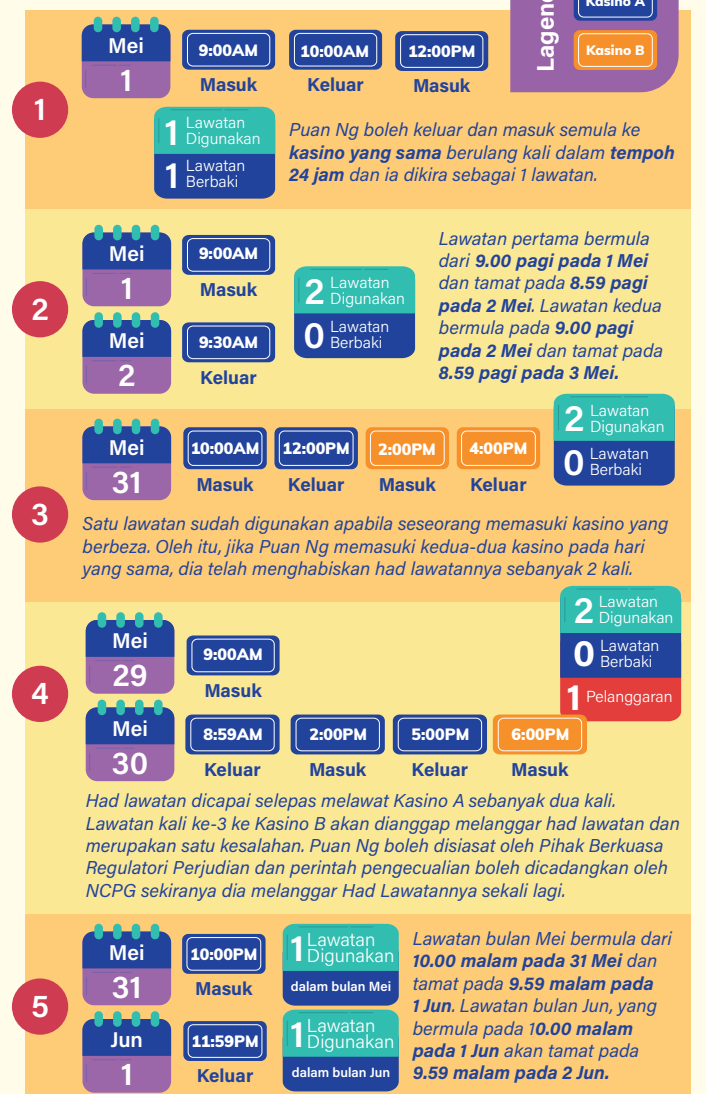 Lagend
Kasino A
Kasino B
1
Mei
1
9:00AM
Masuk
10:00AM
Keluar
12:00PM
Masuk
1 Lawatan
Digunakan
1 Lawatan
Berbaki
Puan Ng boleh keluar dan masuk semula ke
kasino yang sama berulang kali dalam tempoh
24 jam dan ia dikira sebagai 1 lawatan.
2
Mei
1
9:00AM
Masuk
Mei
2
9:30AM
Keluar
2 Lawatan
Digunakan
0 Lawatan
Berbaki
Lawatan pertama bermula
dari 9.00 pagi pada 1 Mei
dan tamat pada 8.59 pagi
pada 2 Mei. Lawatan kedua
bermula pada 9.00 pagi
pada 2 Mei dan tamat pada
8.59 pagi pada 3 Mei.
3
Mei
31
10:00AM
Masuk
12:00PM
Keluar
2:00PM
Masuk
4:00PM
Keluar
2 Lawatan
Digunakan
0 Lawatan
Berbaki
Satu lawatan sudah digunakan apabila seseorang memasuki kasino yang
berbeza. Oleh itu, jika Puan Ng memasuki kedua-dua kasino pada hari
yang sama, dia telah menghabiskan had lawatannya sebanyak 2 kali.
4
Mei
29
9:00AM
Masuk
2 Lawatan
Digunakan
0 Lawatan
Berbaki
1 Pelanggaran
Mei
30
8:59AM
Keluar
2:00PM
Masuk
5:00PM
Keluar
6:00PM
Masuk
Had lawatan dicapai selepas melawat Kasino A sebanyak dua kali.
Lawatan kali ke-3 ke Kasino B akan dianggap melanggar had lawatan dan
merupakan satu kesalahan. Puan Ng boleh disiasat oleh Pihak Berkuasa
Regulatori Perjudian dan perintah pengecualian boleh dicadangkan oleh
NCPG sekiranya dia melanggar Had Lawatannya sekali lagi.
5
Mei
31
10:00PM
Masuk
1 Lawatan
Digunakan
dalam bulan Mei
Jun
1
11:59PM
Keluar
1 Lawatan
Digunakan
dalam bulan Jun
Lawatan bulan Mei bermula dari
10.00 malam pada 31 Mei dan
tamat pada 9.59 malam pada
1 Jun. Lawatan bulan Jun, yang
bermula pada 10.00 malam
pada 1 Jun akan tamat pada
9.59 malam pada 2 Jun.